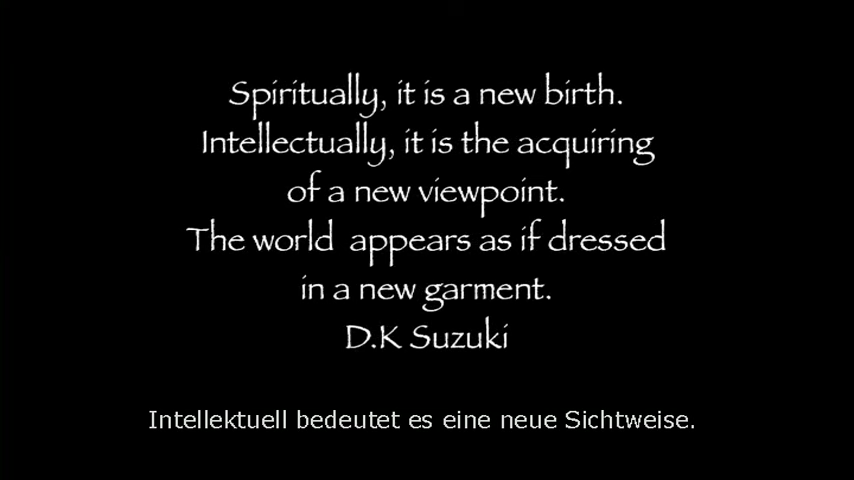 Spiritually, it is a new birth.
Intellectually, it is the acquiring
of a new viewpoint.
The world appears as if dressed
in a new garment.
D.K Suzuki
Intellektuell bedeutet es eine neue Sichtweise.